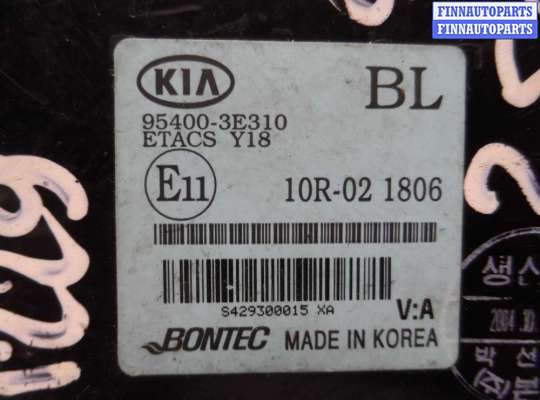 FINNAUTOPARTS
FINNAUTOPARTS
KIA
BL
95400-3E310
ETACS Y18
E11
10R-02 1806
S429300015 XA
V:A
BONTEC MADE IN KOREA
생산